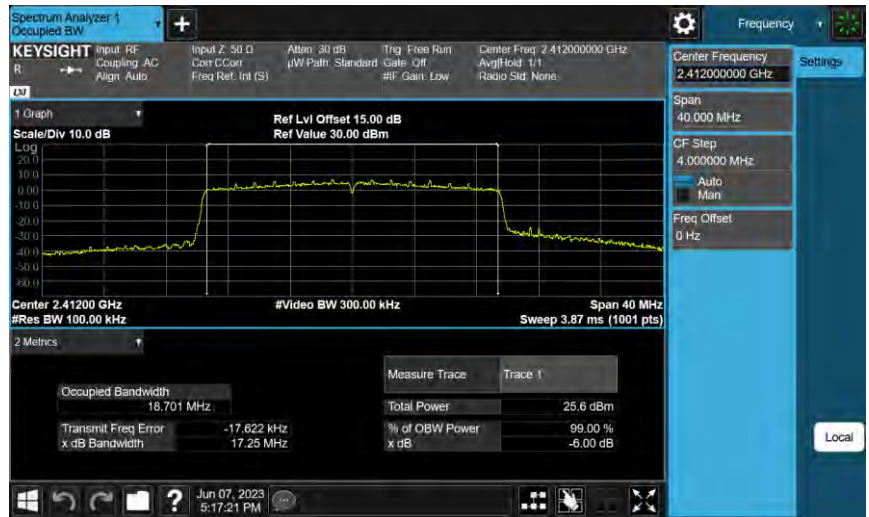 Spectrum Analyzer 1
Occupied BW
Frequency
KEYSIGHT
R
LXI
Input: RF
Coupling: AC
Align: Auto
Input Z: 50 Ω
Corr CCorr
Freq Ref: Int (S)
Atten: 30 dB
µW Path: Standard
Trig: Free Run
Gate: Off
#IF Gain: Low
Center Freq: 2.412000000 GHz
Avg|Hold: 1/1
Radio Std: None
Center Frequency
2.412000000 GHz
Settings
Span
40.000 MHz
CF Step
4.000000 MHz
Auto
Man
Freq Offset
0 Hz
1 Graph
Scale/Div 10.0 dB
Ref Lvl Offset 15.00 dB
Ref Value 30.00 dBm
Log
20.0
10.0
0.00
-10.0
-20.0
-30.0
-40.0
-50.0
-60.0
Center 2.41200 GHz
#Video BW 300.00 kHz
Span 40 MHz
#Res BW 100.00 kHz
Sweep 3.87 ms (1001 pts)
2 Metrics
Measure Trace
Trace 1
Occupied Bandwidth
18.701 MHz
Total Power
25.6 dBm
Transmit Freq Error
-17.622 kHz
% of OBW Power
99.00 %
x dB Bandwidth
17.25 MHz
x dB
-6.00 dB
Local
?
Jun 07, 2023
5:17:21 PM